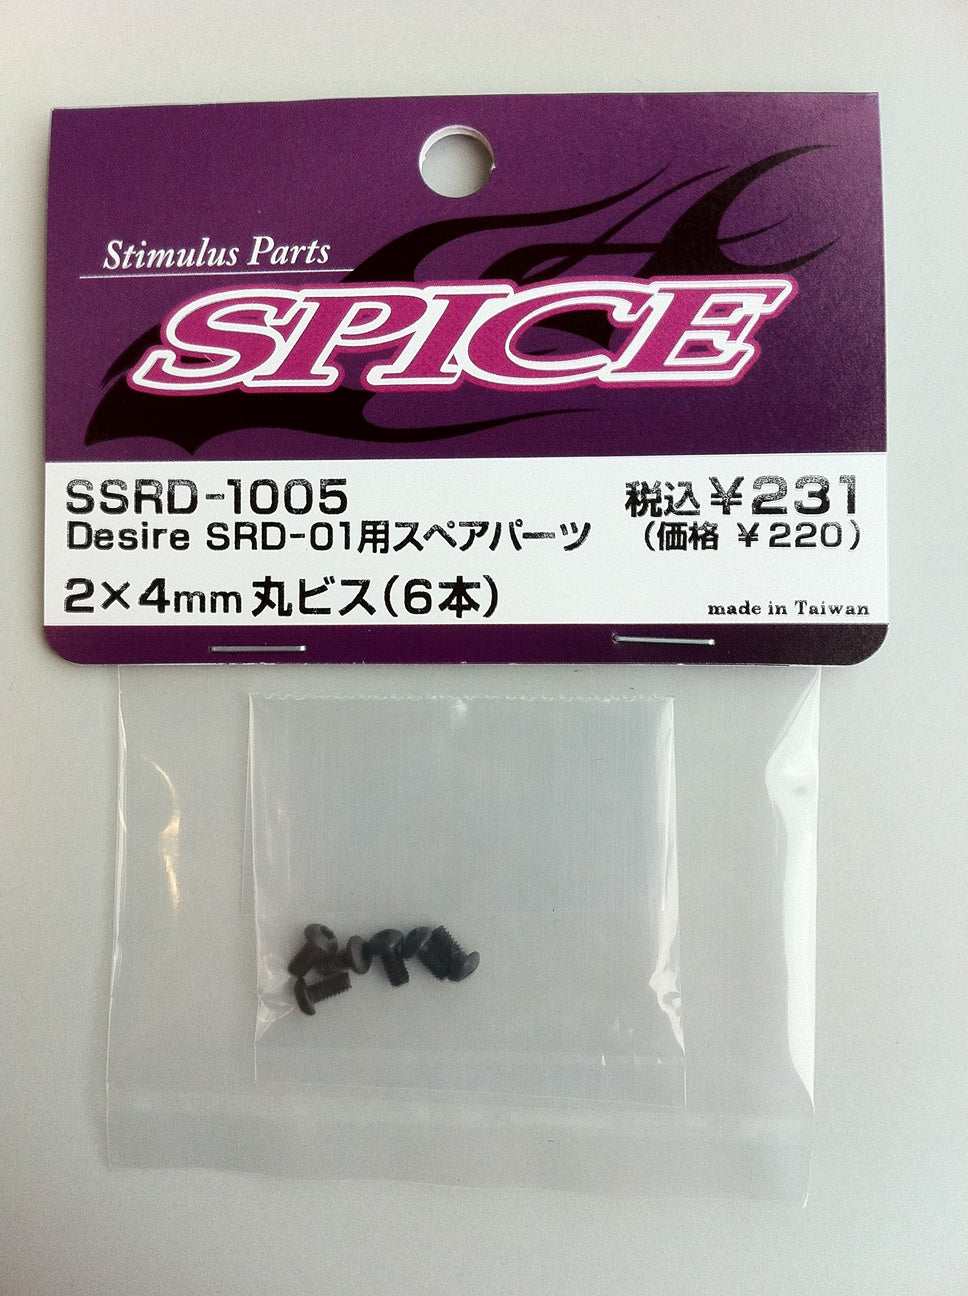 Stimulus Parts
SPICE
SSRD-1005
税込¥231
Desire SRD-01用スペアパーツ
(価格 ¥220)
2×4mm丸ビス(6本)
made in Taiwan